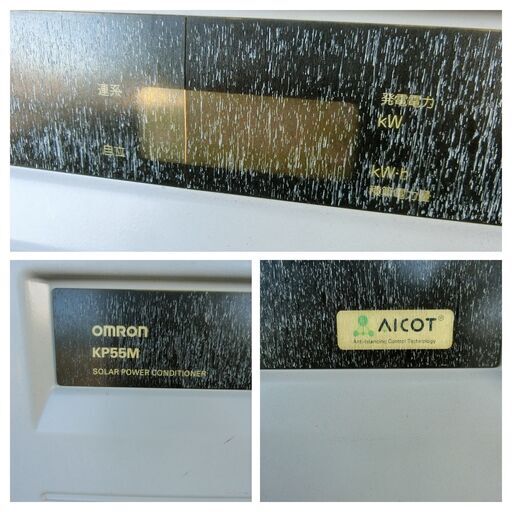 連系
発電電力
kW
自立
kW·h
積算電力量
OMRON
KP55M
SOLAR POWER CONDITIONER
AICOT®
Anti-Islanding Control Technology